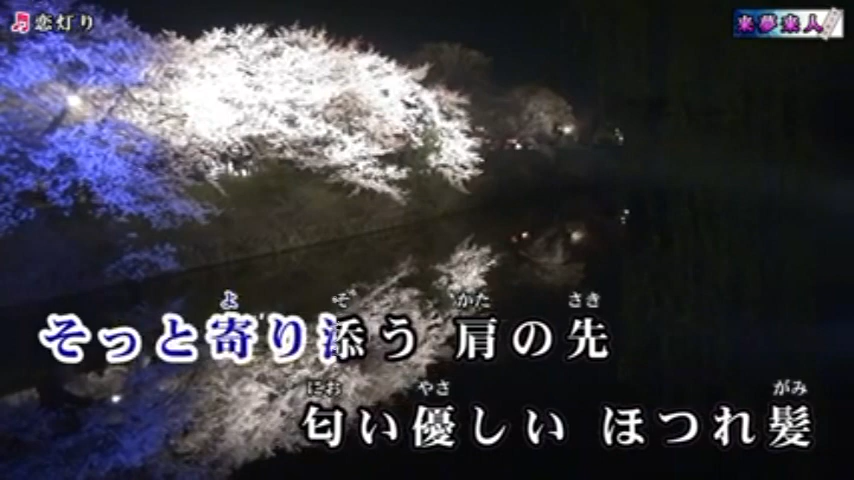 恋灯り
来夢来人
そっと寄り添う 肩の先
よ そ かた さき
匂い優しい ほつれ髪
にお やさ がみ